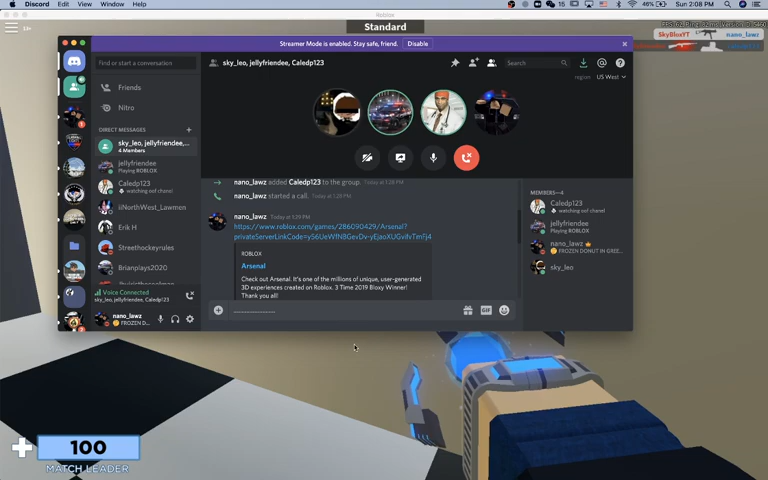 Discord Edit View Window Help
15
46% Sun 2:08 PM
Roblox
Standard
SkyBloxYT nano_lawz
Streamer Mode is enabled. Stay safe, friend. Disable
Find or start a conversation
sky_leo, jellyfriendee, Caledp123
Search
region US West
Friends
Nitro
DIRECT MESSAGES
sky_leo, jellyfriendee,...
4 Members
jellyfriendee
Playing ROBLOX
Caledp123
watching oof chanel
iiNorthWest_Lawmen
Erik H
Streethockeyrules
Brianplays2020
Voice Connected
sky_leo, jellyfriendee, Caledp123
nano_lawz
FROZEN D...
nano_lawz added Caledp123 to the group. Today at 1:28 PM
nano_lawz started a call. Today at 1:28 PM
nano_lawz Today at 1:29 PM
https://www.roblox.com/games/286090429/Arsenal?
ROBLOX
Arsenal
Check out Arsenal. It's one of the millions of unique, user-generated
3D experiences created on Roblox. 3 Time 2019 Bloxy Winner!
Thank you all!
GIF
MEMBERS—4
Caledp123
watching oof chanel
jellyfriendee
Playing ROBLOX
nano_lawz
FROZEN DONUT IN GREE...
sky_leo
100
MATCH LEADER